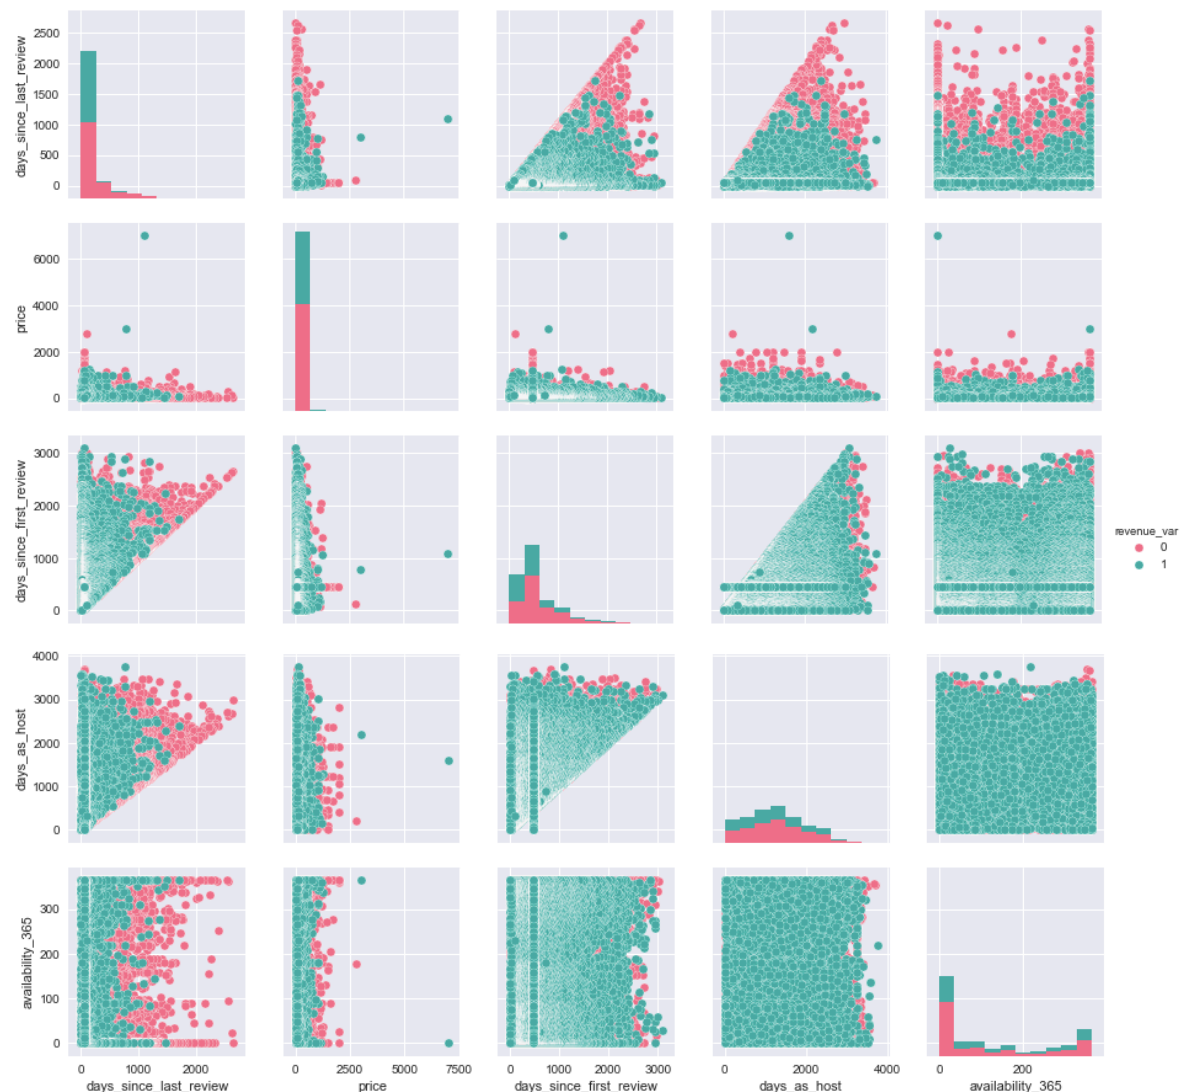 days_since_last_review
2500
2000
1500
1000
500
0
price
6000
4000
2000
0
days_since_first_review
3000
2000
1000
0
revenue_var
0
1
days_as_host
4000
3000
2000
1000
0
availability_365
300
200
100
0
0 1000 2000
0 2500 5000 7500
0 1000 2000 3000
0 2000 4000
0 200
days_since_last_review
price
days_since_first_review
days_as_host
availability_365